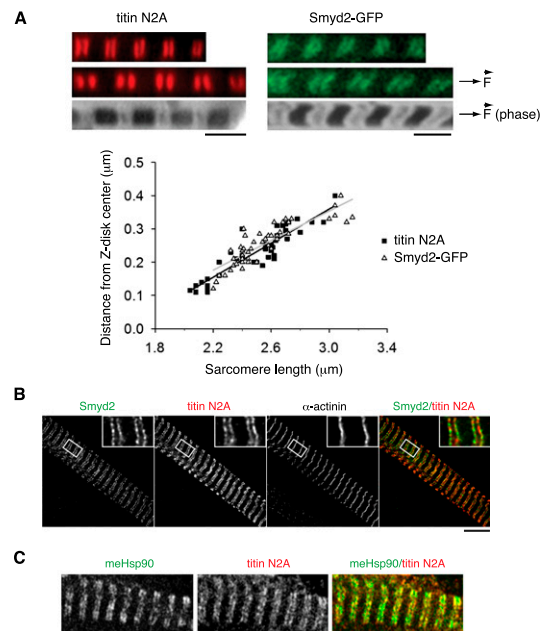 A
titin N2A
Smyd2-GFP
F
F (phase)
Distance from Z-disk center (μm)
0.5
0.4
0.3
0.2
0.1
0.0
titin N2A
Smyd2-GFP
1.8
2.2
2.6
3.0
3.4
Sarcomere length (μm)
B
Smyd2
titin N2A
α-actinin
Smyd2/titin N2A
C
meHsp90
titin N2A
meHsp90/titin N2A